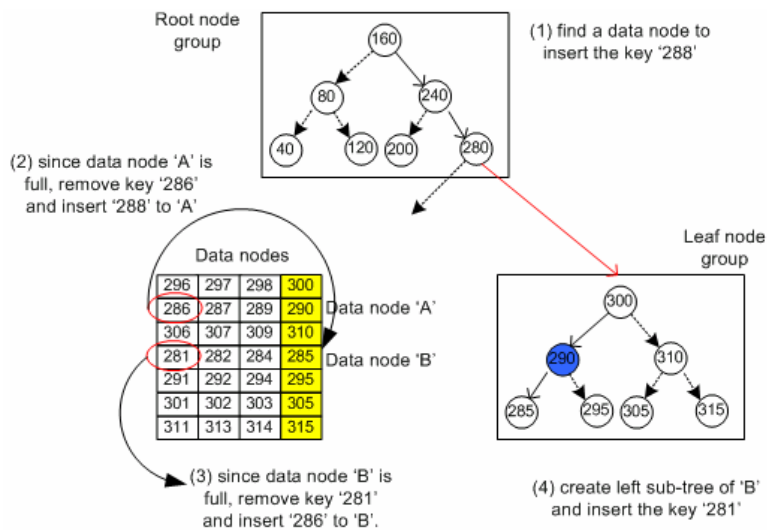 Root node
group
(1) find a data node to
insert the key ‘288’
160
80
240
40
120
200
280
(2) since data node ‘A’ is
full, remove key ‘286’
and insert ‘288’ to ‘A’
Data nodes
296 297 298 300
286 287 289 290
306 307 309 310
281 282 284 285
291 292 294 295
301 302 303 305
311 313 314 315
Data node ‘A’
Data node ‘B’
Leaf node
group
300
290
310
285
295
305
315
(3) since data node ‘B’ is
full, remove key ‘281’
and insert ‘286’ to ‘B’.
(4) create left sub-tree of ‘B’
and insert the key ‘281’